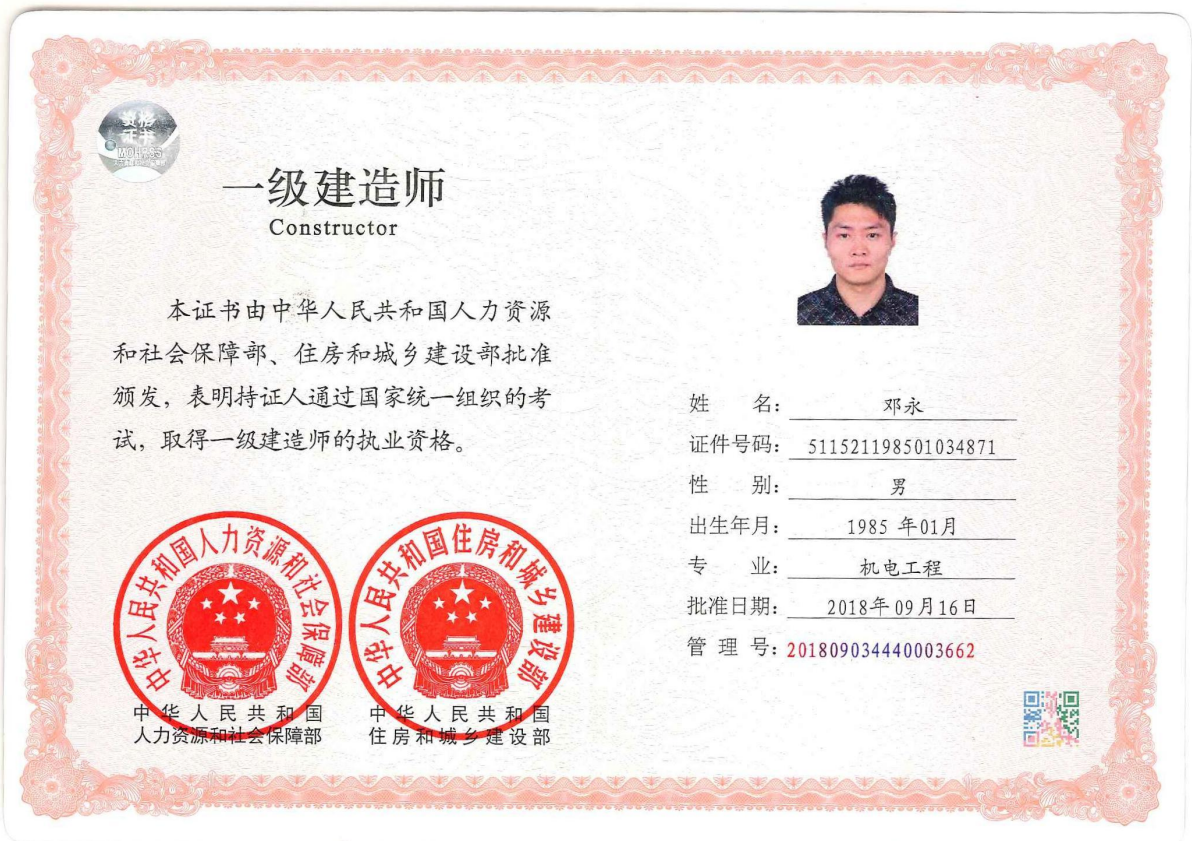 资格
证书
MOHRSS
一级建造师
Constructor
本证书由中华人民共和国人力资源
和社会保障部、住房和城乡建设部批准
颁发，表明持证人通过国家统一组织的考
试，取得一级建造师的执业资格。
中华人民共和国人力资源和社会保障部
中华人民共和国住房和城乡建设部
中华人民共和国
人力资源和社会保障部
中华人民共和国
住房和城乡建设部
姓 名： 邓永
证件号码： 511521198501034871
性 别： 男
出生年月： 1985 年01月
专 业： 机电工程
批准日期： 2018年09月16日
管 理 号：201809034440003662